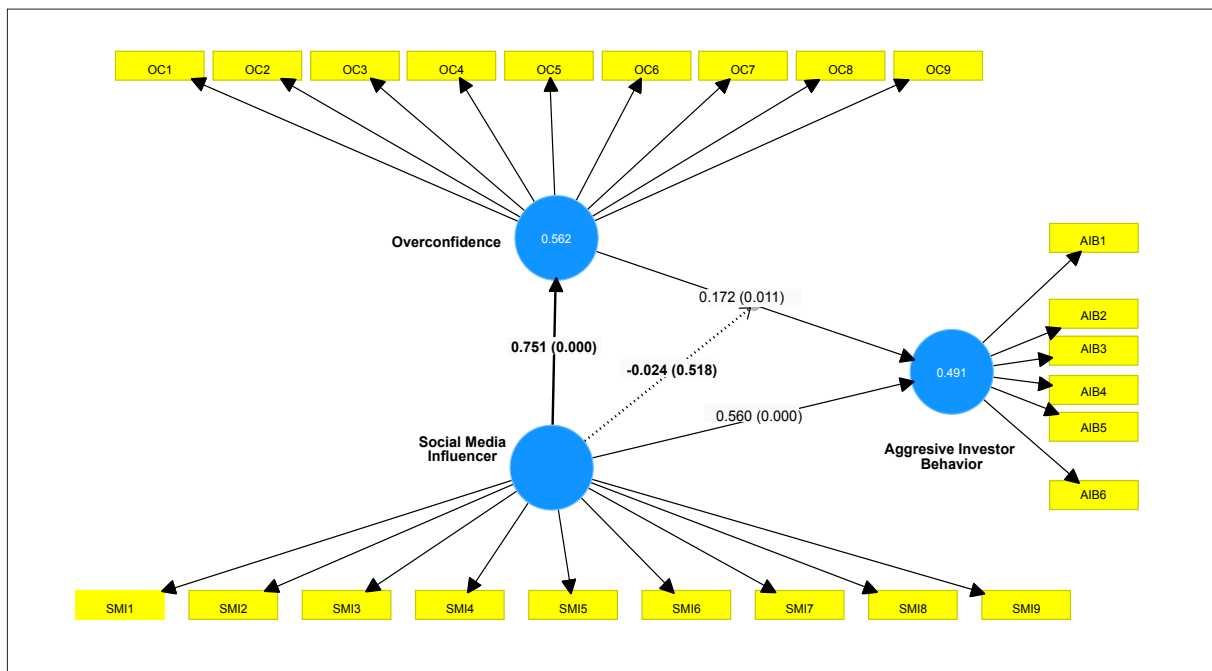 OC1 OC2 OC3 OC4 OC5 OC6 OC7 OC8 OC9
Overconfidence
0.562
AIB1
0.172 (0.011)
AIB2
0.751 (0.000)
AIB3
-0.024 (0.518)
0.491
AIB4
0.560 (0.000)
AIB5
Social Media
Influencer
Aggresive Investor
Behavior
AIB6
SMI1 SMI2 SMI3 SMI4 SMI5 SMI6 SMI7 SMI8 SMI9